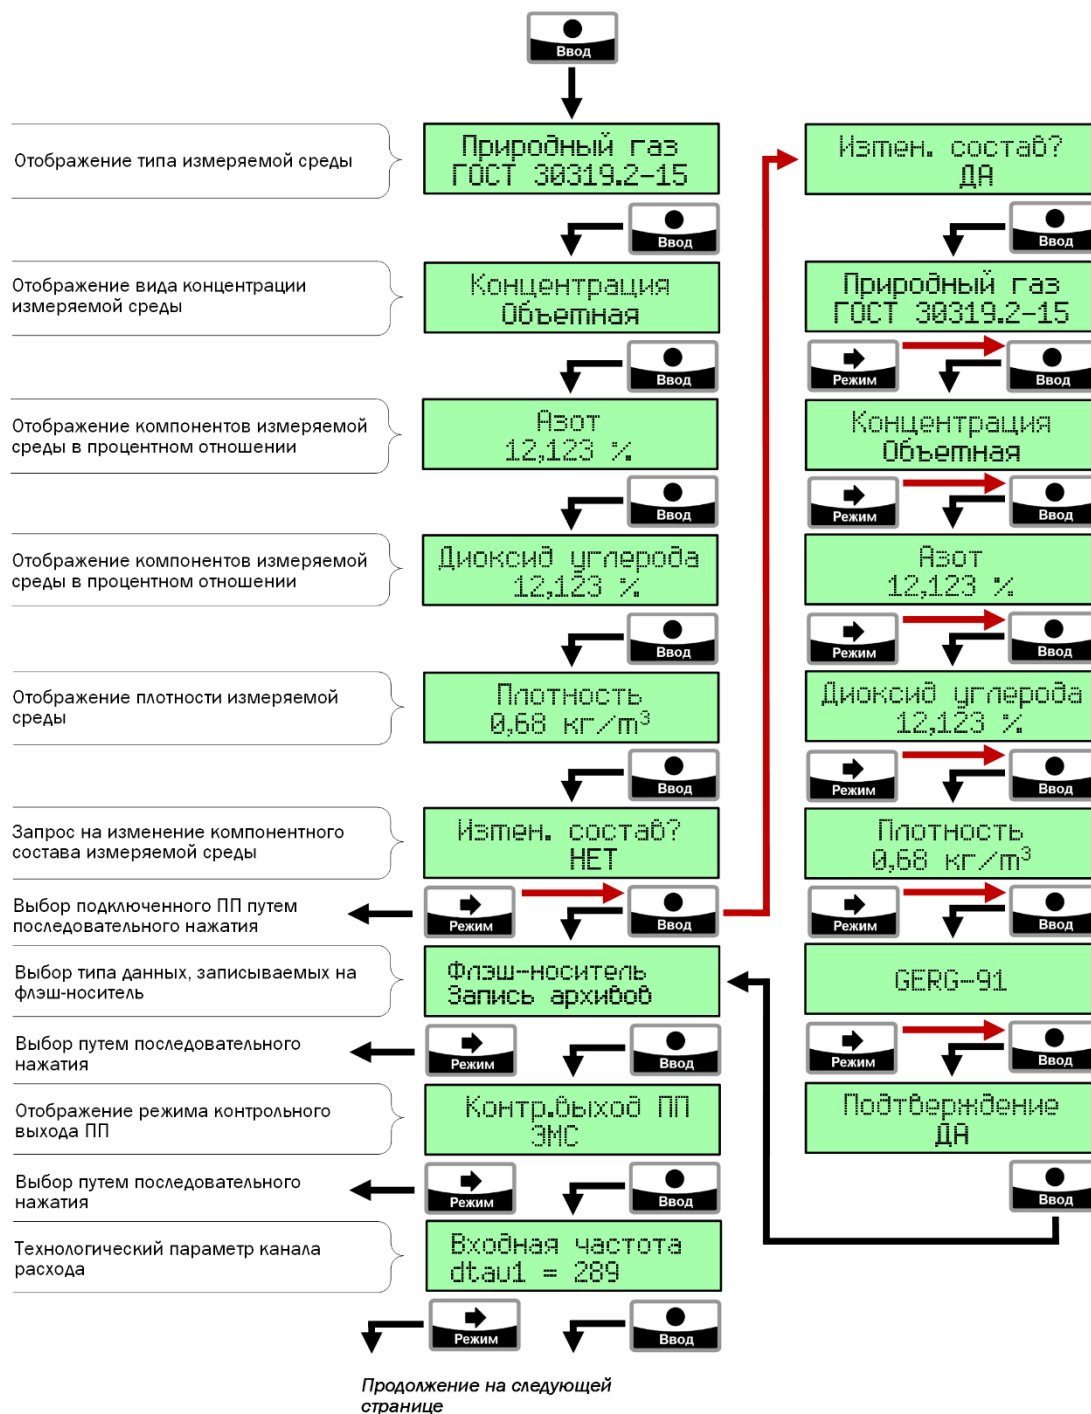 Ввод
Отображение типа измеряемой среды
Природный газ
ГОСТ 30319.2-15
Измен. состав?
ДА
Ввод
Ввод
Отображение вида концентрации
измеряемой среды
Концентрация
Объемная
Природный газ
ГОСТ 30319.2-15
Ввод
Режим
Ввод
Отображение компонентов измеряемой
среды в процентном отношении
Азот
12,123 %
Концентрация
Объемная
Ввод
Режим
Ввод
Отображение компонентов измеряемой
среды в процентном отношении
Диоксид углерода
12,123 %
Азот
12,123 %
Ввод
Режим
Ввод
Отображение плотности измеряемой
среды
Плотность
0,68 кг/m³
Диоксид углерода
12,123 %
Ввод
Режим
Ввод
Запрос на изменение компонентного
состава измеряемой среды
Измен. состав?
НЕТ
Плотность
0,68 кг/m³
Выбор подключенного ПП путем
последовательного нажатия
Режим
Ввод
Режим
Ввод
Выбор типа данных, записываемых на
флэш-носитель
Флэш-носитель
Запись архивов
GERG-91
Выбор путем последовательного
нажатия
Режим
Ввод
Режим
Ввод
Отображение режима контрольного
выхода ПП
Контр.выход ПП
ЭМС
Подтверждение
ДА
Выбор путем последовательного
нажатия
Режим
Ввод
Ввод
Технологический параметр канала
расхода
Входная частота
dtau1 = 289
Режим
Ввод
Продолжение на следующей
странице